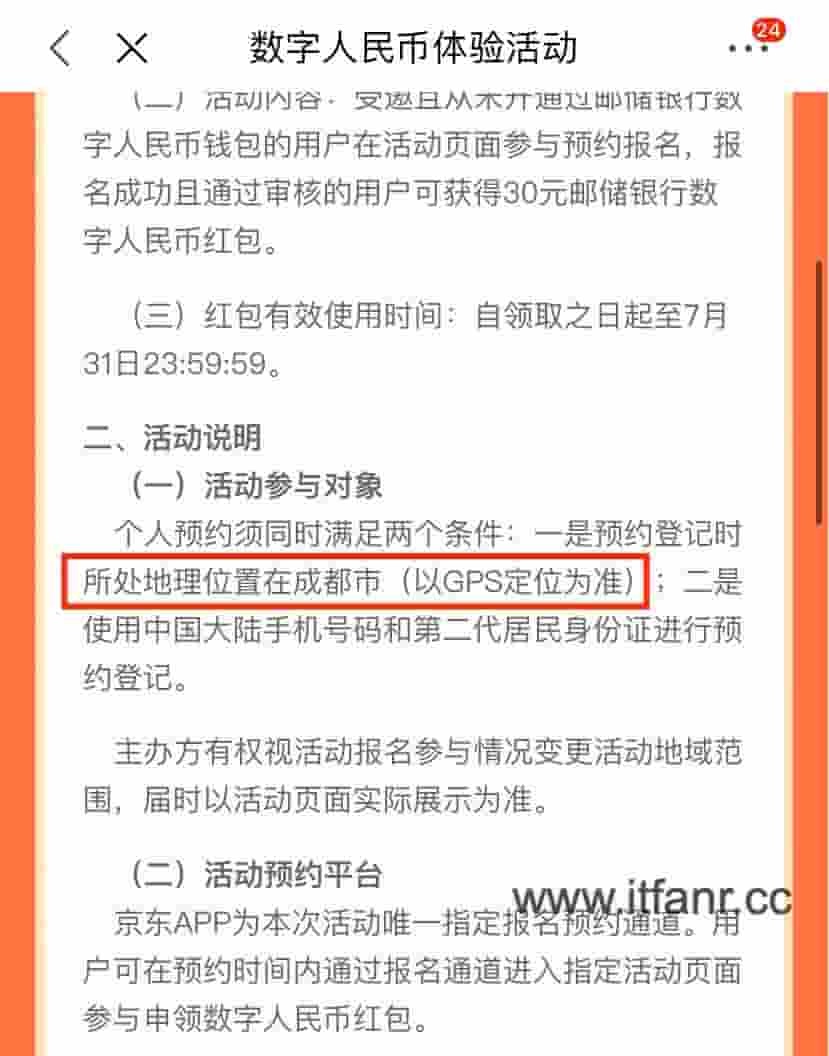 数字人民币体验活动
24
（二）活动内容：受邀且从未开通过邮储银行数
字人民币钱包的用户在活动页面参与预约报名，报
名成功且通过审核的用户可获得30元邮储银行数
字人民币红包。
（三）红包有效使用时间：自领取之日起至7月
31日23:59:59。
二、活动说明
（一）活动参与对象
个人预约须同时满足两个条件：一是预约登记时
所处地理位置在成都市（以GPS定位为准）；二是
使用中国大陆手机号码和第二代居民身份证进行预
约登记。
主办方有权视活动报名参与情况变更活动地域范
围，届时以活动页面实际展示为准。
（二）活动预约平台
www.itfanr.cc
京东APP为本次活动唯一指定报名预约通道。用
户可在预约时间内通过报名通道进入指定活动页面
参与申领数字人民币红包。